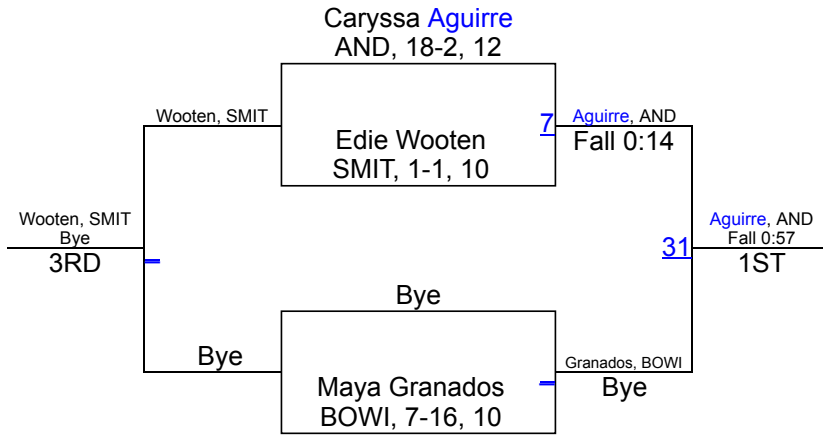 Caryssa Aguirre
AND, 18-2, 12
Wooten, SMIT
7
Aguirre, AND
Edie Wooten
Fall 0:14
SMIT, 1-1, 10
Wooten, SMIT
Bye
3RD
31
Aguirre, AND
Fall 0:57
1ST
Bye
Bye
Granados, BOWI
Maya Granados
Bye
BOWI, 7-16, 10